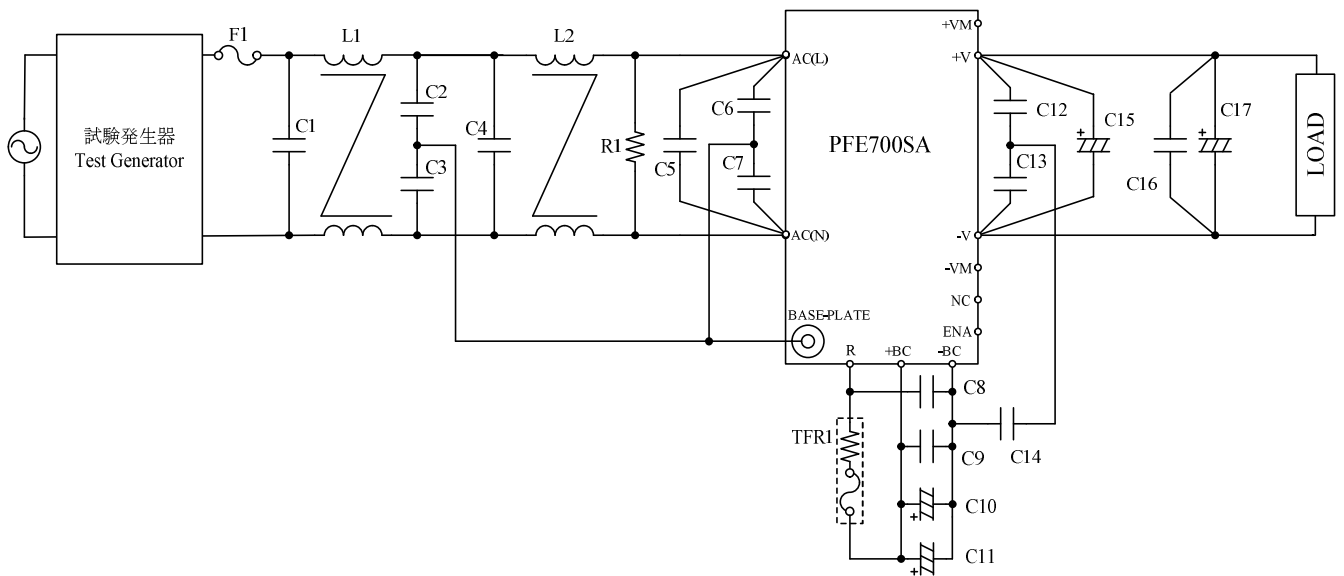 F1
L1
L2
C1
C2
C3
C4
R1
C5
C6
C7
試験発生器
Test Generator
AC(L)
AC(N)
BASE-PLATE
PFE700SA
+VM
+V
-V
-VM
NC
ENA
R
+BC
-BC
C12
C13
C15
C16
C17
LOAD
C8
TFR1
C9
C14
C10
C11
+
+
+
+